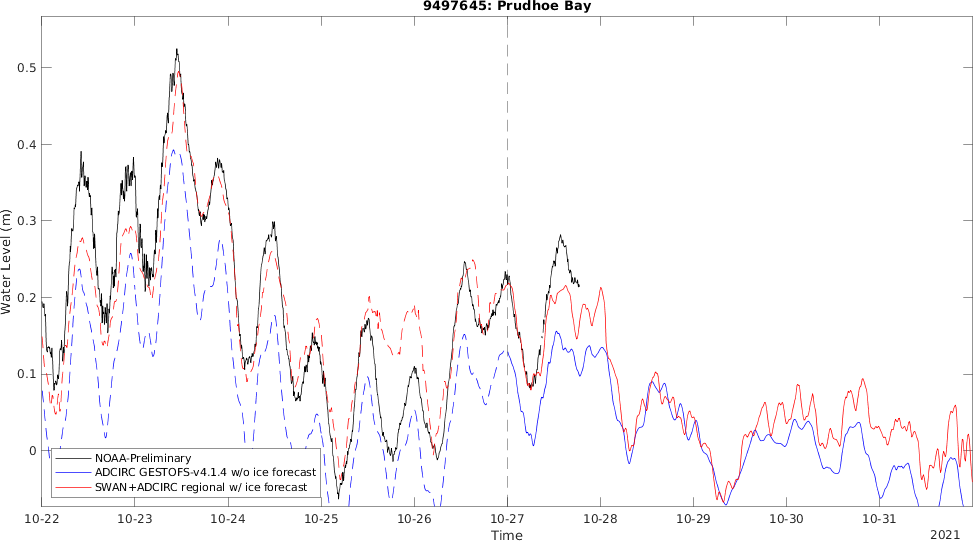 9497645: Prudhoe Bay
Water Level (m)
0.5
0.4
0.3
0.2
0.1
0
NOAA-Preliminary
ADCIRC GESTOFS-v4.1.4 w/o ice forecast
SWAN+ADCIRC regional w/ ice forecast
10-22 10-23 10-24 10-25 10-26 10-27 10-28 10-29 10-30 10-31
Time
2021